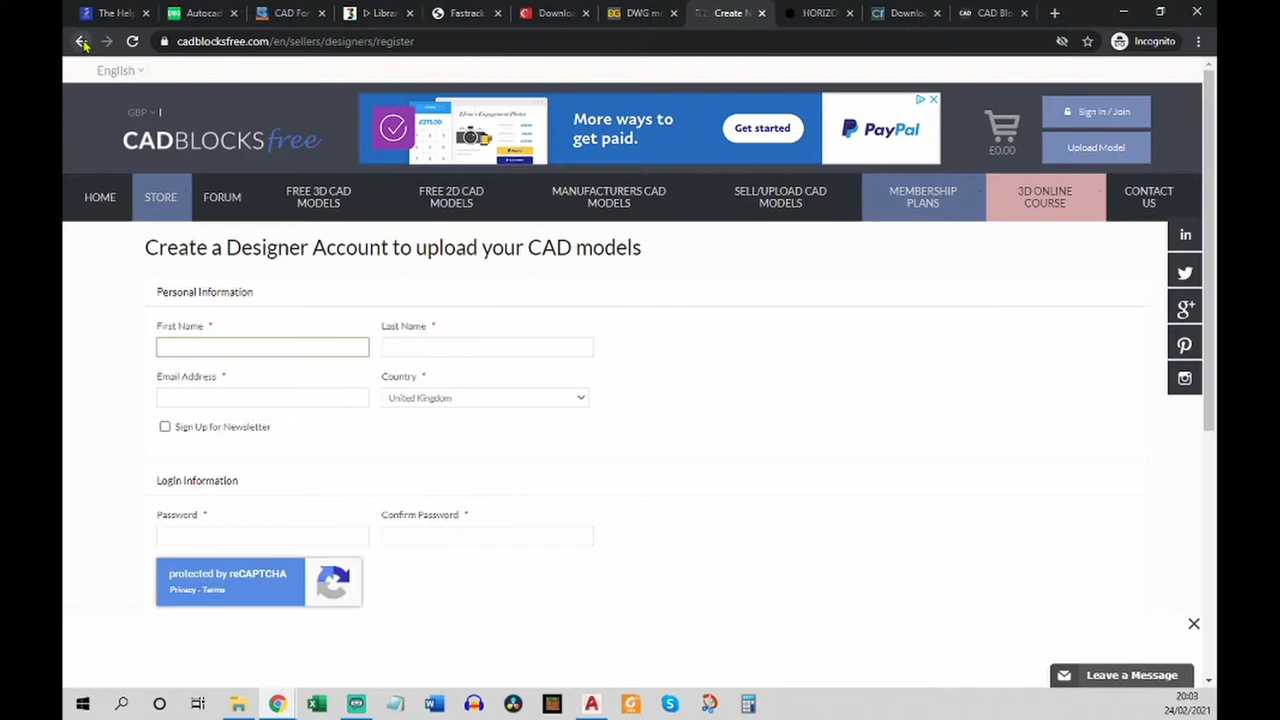 The Help
Autocad
CAD For
Librar
Fastrack
Downloa
DWG m
Create N
HORIZO
Downlo
CAD Blo
cadblocksfree.com/en/sellers/designers/register
Incognito
English
GBP
CADBLOCKSfree
£275.00
More ways to
get paid.
Get started
PayPal
£0.00
Sign In / Join
Upload Model
HOME
STORE
FORUM
FREE 3D CAD
MODELS
FREE 2D CAD
MODELS
MANUFACTURERS CAD
MODELS
SELL/UPLOAD CAD
MODELS
MEMBERSHIP
PLANS
3D ONLINE
COURSE
CONTACT
US
Create a Designer Account to upload your CAD models
Personal Information
First Name *
Last Name *
Email Address *
Country *
United Kingdom
Sign Up for Newsletter
Login Information
Password *
Confirm Password *
protected by reCAPTCHA
Privacy - Terms
Leave a Message
20:03
24/02/2021